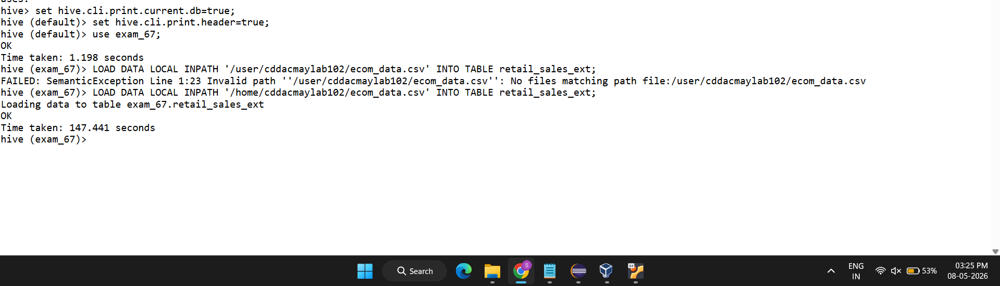 uses.
hive> set hive.cli.print.current.db=true;
hive (default)> set hive.cli.print.header=true;
hive (default)> use exam_67;
OK
Time taken: 1.198 seconds
hive (exam_67)> LOAD DATA LOCAL INPATH '/user/cddacmaylab102/ecom_data.csv' INTO TABLE retail_sales_ext;
FAILED: SemanticException Line 1:23 Invalid path ''/user/cddacmaylab102/ecom_data.csv'': No files matching path file:/user/cddacmaylab102/ecom_data.csv
hive (exam_67)> LOAD DATA LOCAL INPATH '/home/cddacmaylab102/ecom_data.csv' INTO TABLE retail_sales_ext;
Loading data to table exam_67.retail_sales_ext
OK
Time taken: 147.441 seconds
hive (exam_67)>
Search
S
64
ENG
IN
53%
03:25 PM
08-05-2026